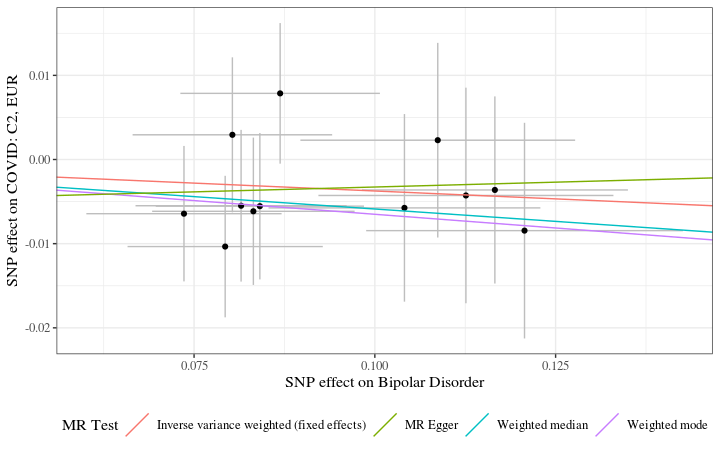 SNP effect on COVID: C2, EUR
0.01
0.00
-0.01
-0.02
0.075
0.100
0.125
SNP effect on Bipolar Disorder
MR Test
Inverse variance weighted (fixed effects)
MR Egger
Weighted median
Weighted mode